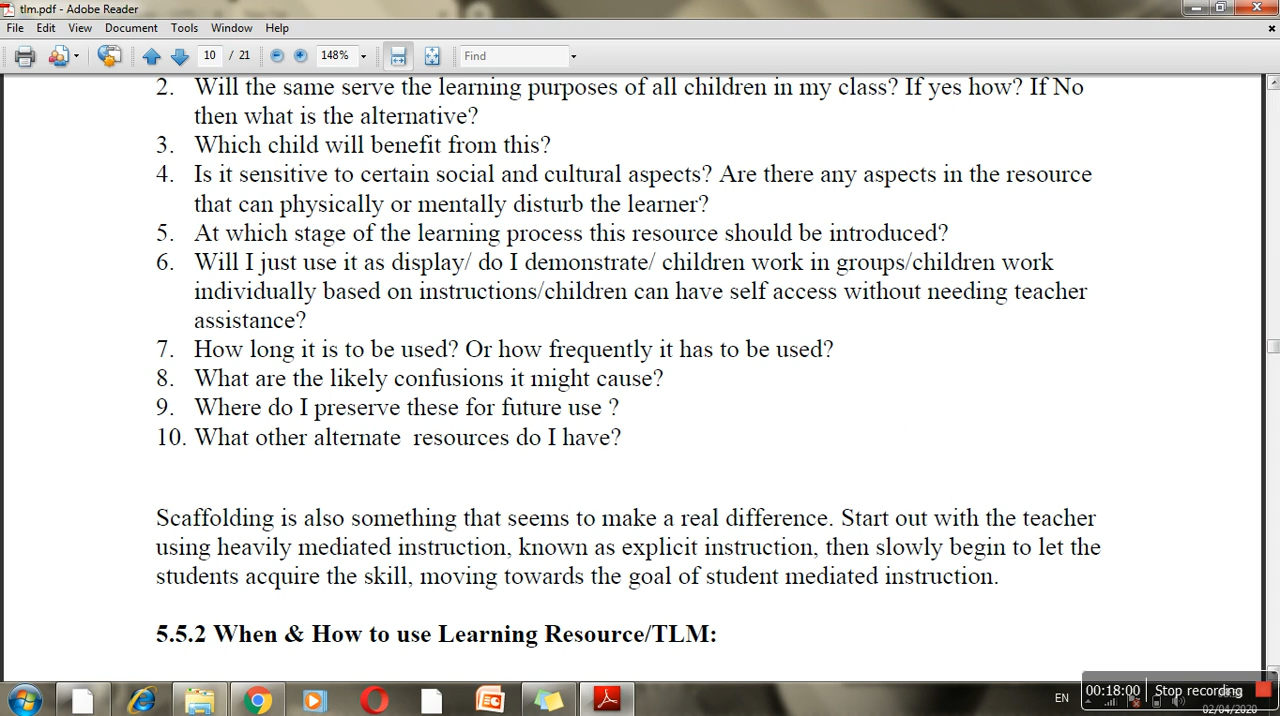 tlm.pdf - Adobe Reader
File Edit View Document Tools Window Help
10 / 21 148% Find
2. Will the same serve the learning purposes of all children in my class? If yes how? If No
then what is the alternative?
3. Which child will benefit from this?
4. Is it sensitive to certain social and cultural aspects? Are there any aspects in the resource
that can physically or mentally disturb the learner?
5. At which stage of the learning process this resource should be introduced?
6. Will I just use it as display/ do I demonstrate/ children work in groups/children work
individually based on instructions/children can have self access without needing teacher
assistance?
7. How long it is to be used? Or how frequently it has to be used?
8. What are the likely confusions it might cause?
9. Where do I preserve these for future use ?
10. What other alternate  resources do I have?
Scaffolding is also something that seems to make a real difference. Start out with the teacher
using heavily mediated instruction, known as explicit instruction, then slowly begin to let the
students acquire the skill, moving towards the goal of student mediated instruction.
5.5.2 When & How to use Learning Resource/TLM:
EN 00:18:00 Stop recording
02/04/2020